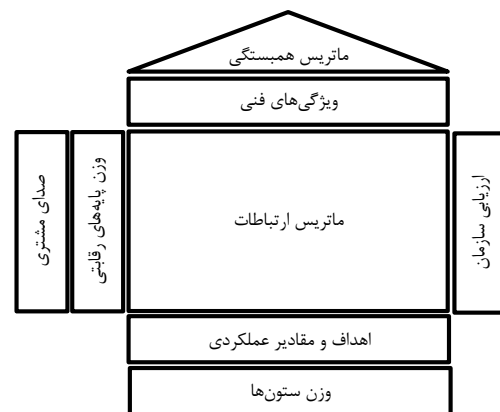 ماتریس همبستگی
ویژگی‌های فنی
صدای مشتری
وزن پایه‌های رقابتی
ماتریس ارتباطات
ارزیابی سازمان
اهداف و مقادیر عملکردی
وزن ستون‌ها